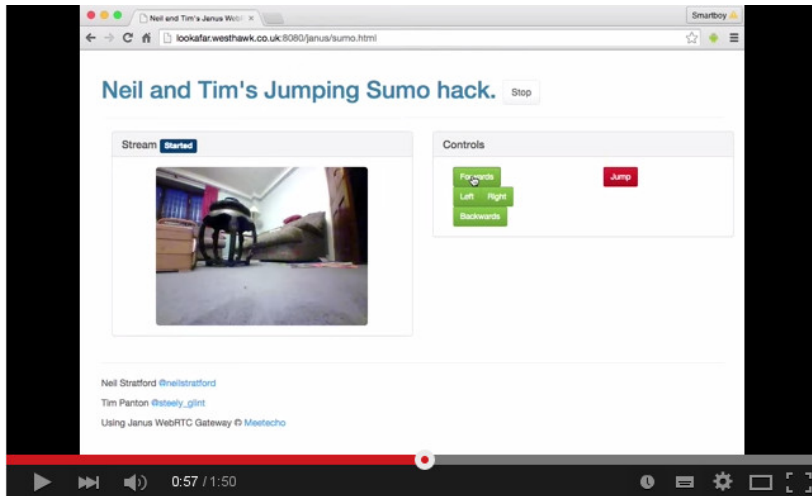 Neil and Tim's Janus Web
Smartboy
lookafar.westhawk.co.uk:8080/janus/sumo.html
Neil and Tim's Jumping Sumo hack. Stop
Stream Started
Controls
Forwards
Jump
Left Right
Backwards
Neil Stratford @neilstratford
Tim Panton @steely_glint
Using Janus WebRTC Gateway © Meetecho
0:57 / 1:50